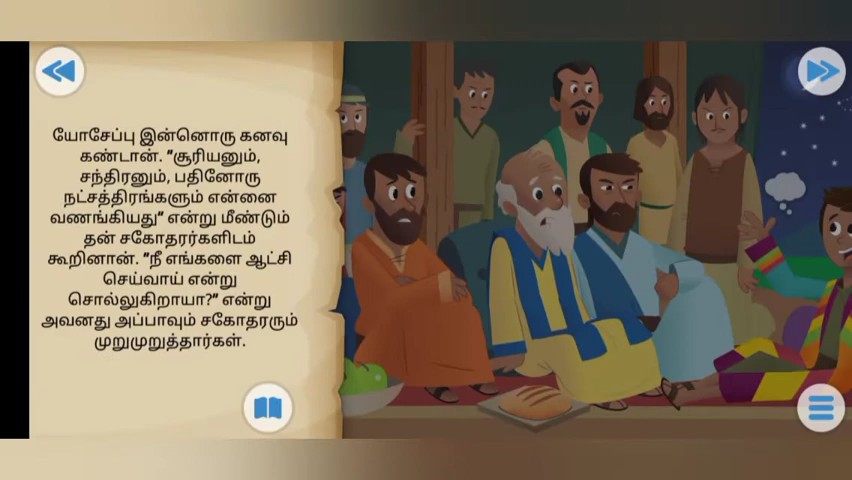 யோசேப்பு இன்னொரு கனவு
கண்டான். "சூரியனும்,
சந்திரனும், பதினோரு
நட்சத்திரங்களும் என்னை
வணங்கியது" என்று மீண்டும்
தன் சகோதரர்களிடம்
கூறினான். "நீ எங்களை ஆட்சி
செய்வாய் என்று
சொல்லுகிறாயா?" என்று
அவனது அப்பாவும் சகோதரரும்
முறுமுறுத்தார்கள்.